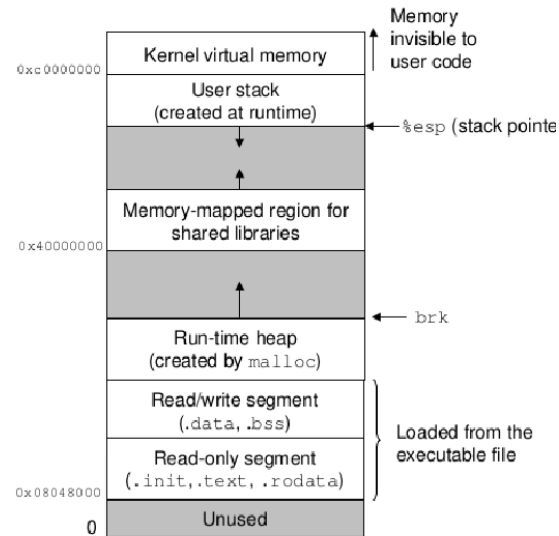 Memory
invisible to
user code
Kernel virtual memory
0xc0000000
User stack
(created at runtime)
%esp (stack pointe
Memory-mapped region for
shared libraries
0x40000000
brk
Run-time heap
(created by malloc)
Read/write segment
(.data, .bss)
Loaded from the
executable file
Read-only segment
(.init, .text, .rodata)
0x08048000
Unused
0